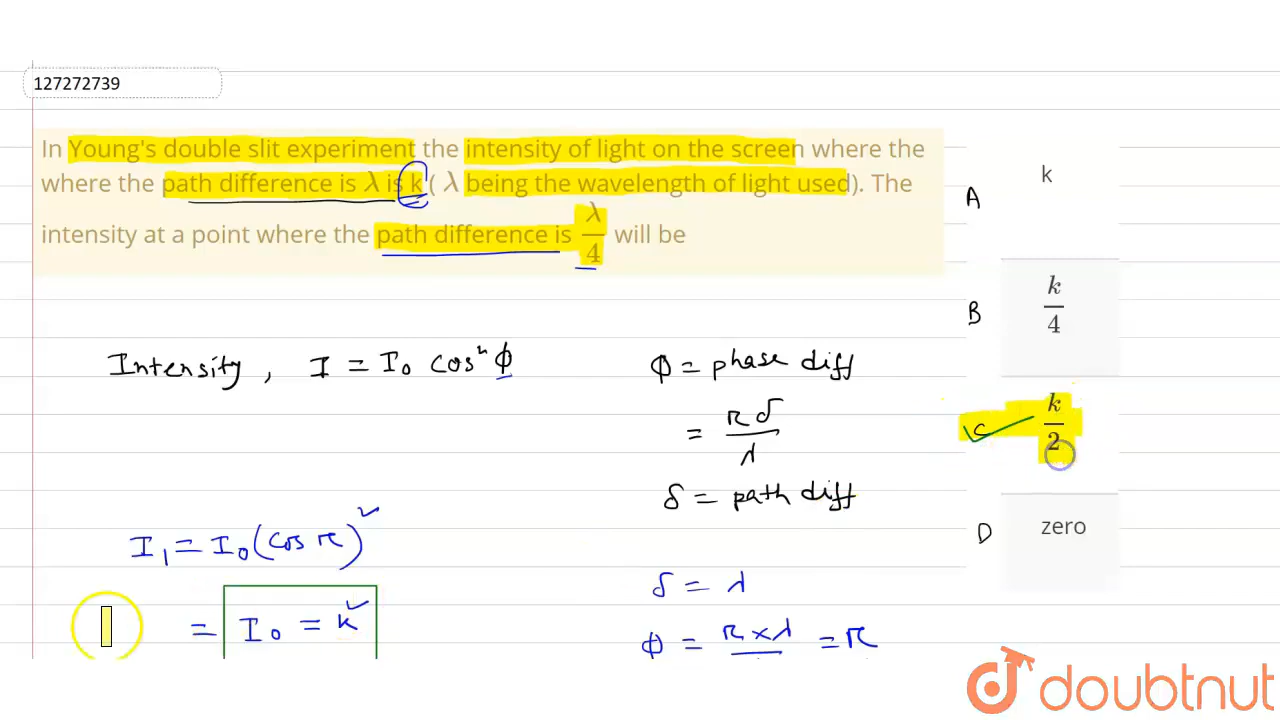 127272739
In Young's double slit experiment the intensity of light on the screen where the
where the path difference is λ is k ( λ being the wavelength of light used). The
intensity at a point where the path difference is λ/4 will be
A k
B k/4
C k/2
D zero
Intensity, I = I₀ cos² φ
φ = phase diff
= πδ/λ
δ = path diff
I₁ = I₀ (cos π)²
= I₀ = k
δ = λ
φ = π×λ = π
doubtnut